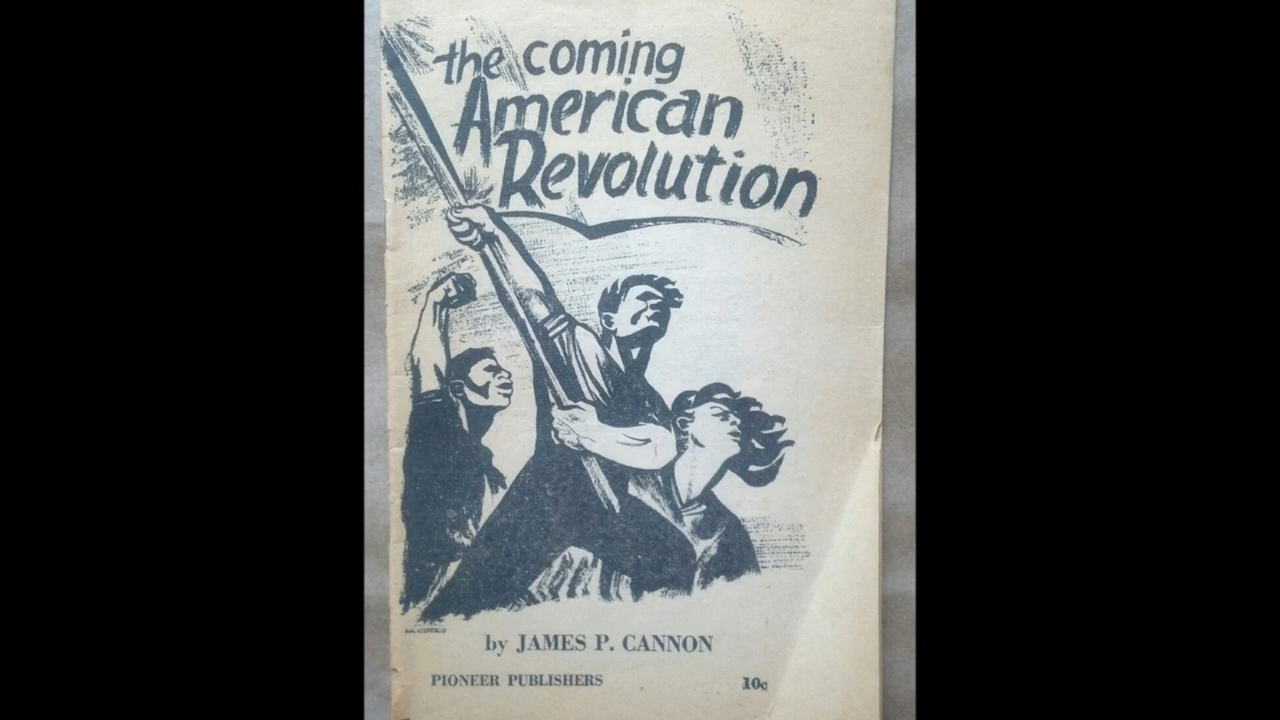 the coming
American
Revolution
by JAMES P. CANNON
PIONEER PUBLISHERS
10c